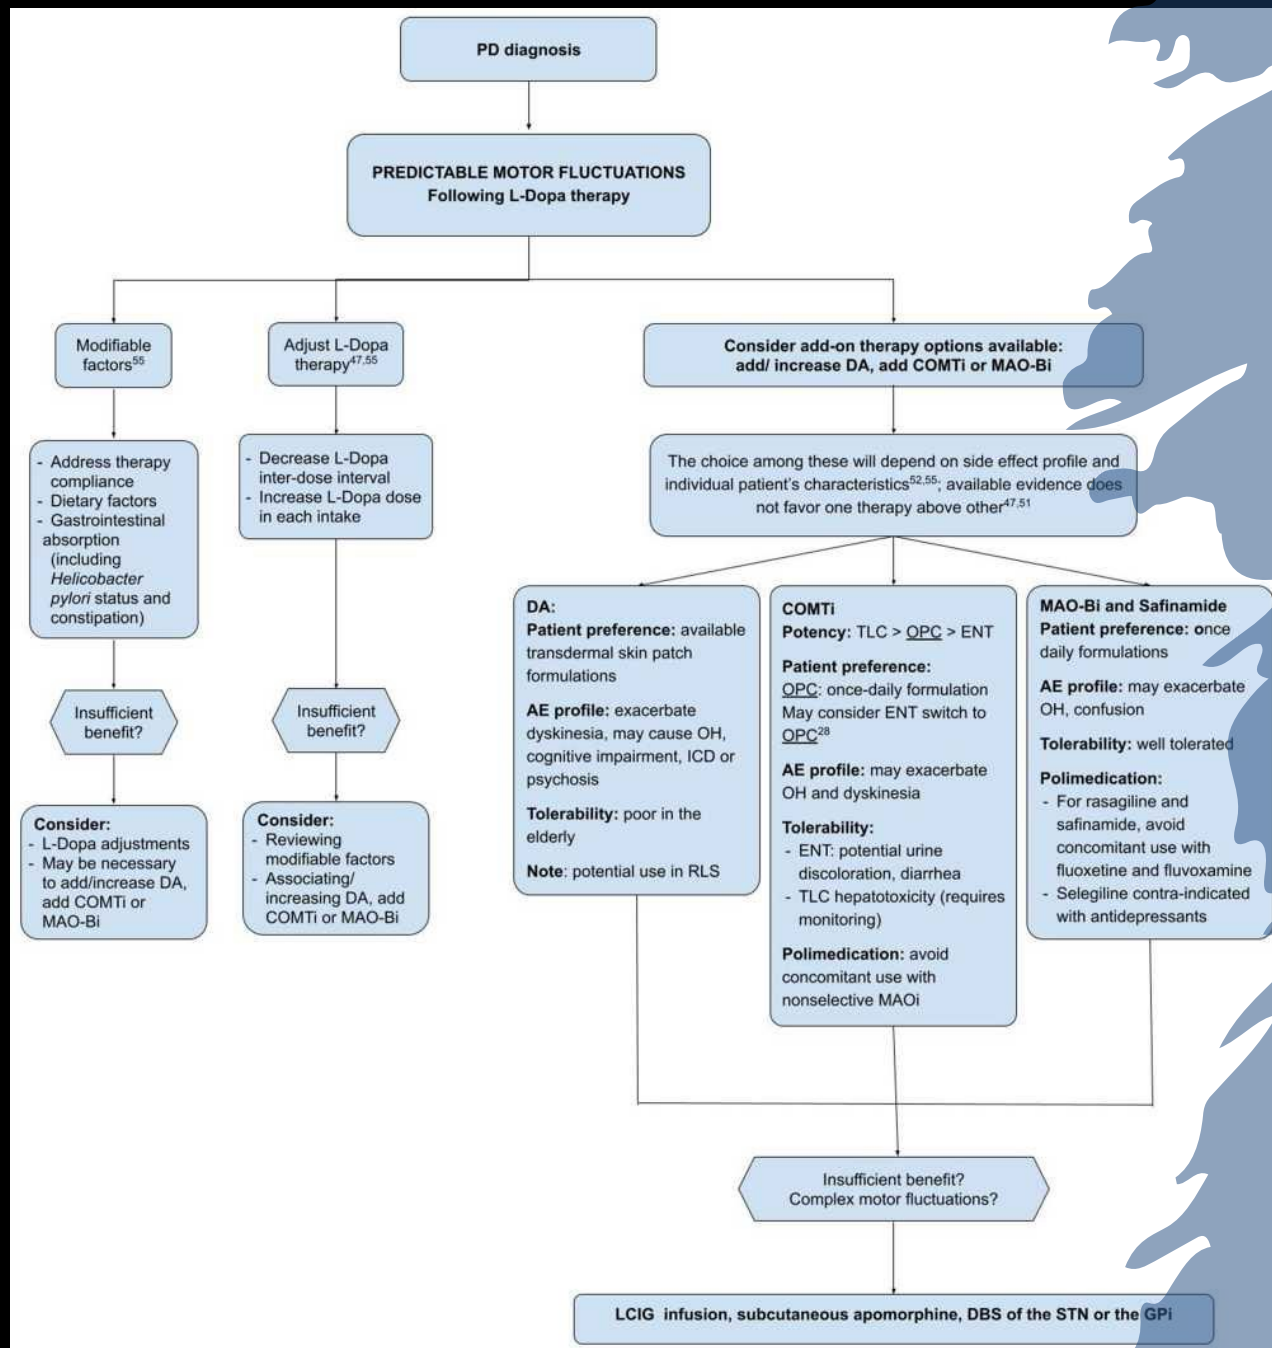 PD diagnosis
PREDICTABLE MOTOR FLUCTUATIONS
Following L-Dopa therapy
Modifiable
factors55
Adjust L-Dopa
therapy47,55
Consider add-on therapy options available:
add/ increase DA, add COMTi or MAO-Bi
- Address therapy
compliance
- Dietary factors
- Gastrointestinal
absorption
(including
Helicobacter
pylori status and
constipation)
- Decrease L-Dopa
inter-dose interval
- Increase L-Dopa dose
in each intake
The choice among these will depend on side effect profile and
individual patient's characteristics52,55; available evidence does
not favor one therapy above other47,51
Insufficient
benefit?
Insufficient
benefit?
Consider:
- L-Dopa adjustments
- May be necessary
to add/increase DA,
add COMTi or
MAO-Bi
Consider:
- Reviewing
modifiable factors
- Associating/
increasing DA, add
COMTi or MAO-Bi
DA:
Patient preference: available
transdermal skin patch
formulations
AE profile: exacerbate
dyskinesia, may cause OH,
cognitive impairment, ICD or
psychosis
Tolerability: poor in the
elderly
Note: potential use in RLS
COMTi
Potency: TLC > OPC > ENT
Patient preference:
OPC: once-daily formulation
May consider ENT switch to
OPC28
AE profile: may exacerbate
OH and dyskinesia
Tolerability:
- ENT: potential urine
discoloration, diarrhea
- TLC hepatotoxicity (requires
monitoring)
Polimedication: avoid
concomitant use with
nonselective MAOi
MAO-Bi and Safinamide
Patient preference: once
daily formulations
AE profile: may exacerbate
OH, confusion
Tolerability: well tolerated
Polimedication:
- For rasagiline and
safinamide, avoid
concomitant use with
fluoxetine and fluvoxamine
- Selegiline contra-indicated
with antidepressants
Insufficient benefit?
Complex motor fluctuations?
LCIG infusion, subcutaneous apomorphine, DBS of the STN or the GPi